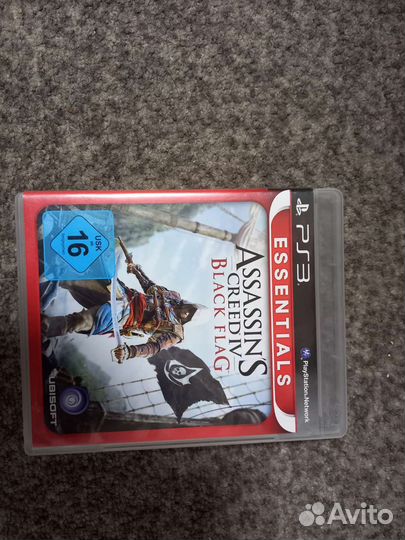 PS3
ESSENTIALS
PlayStation Network
ASSASSIN'S
CREED IV
BLACK FLAG
USK
16
UBISOFT
Avito